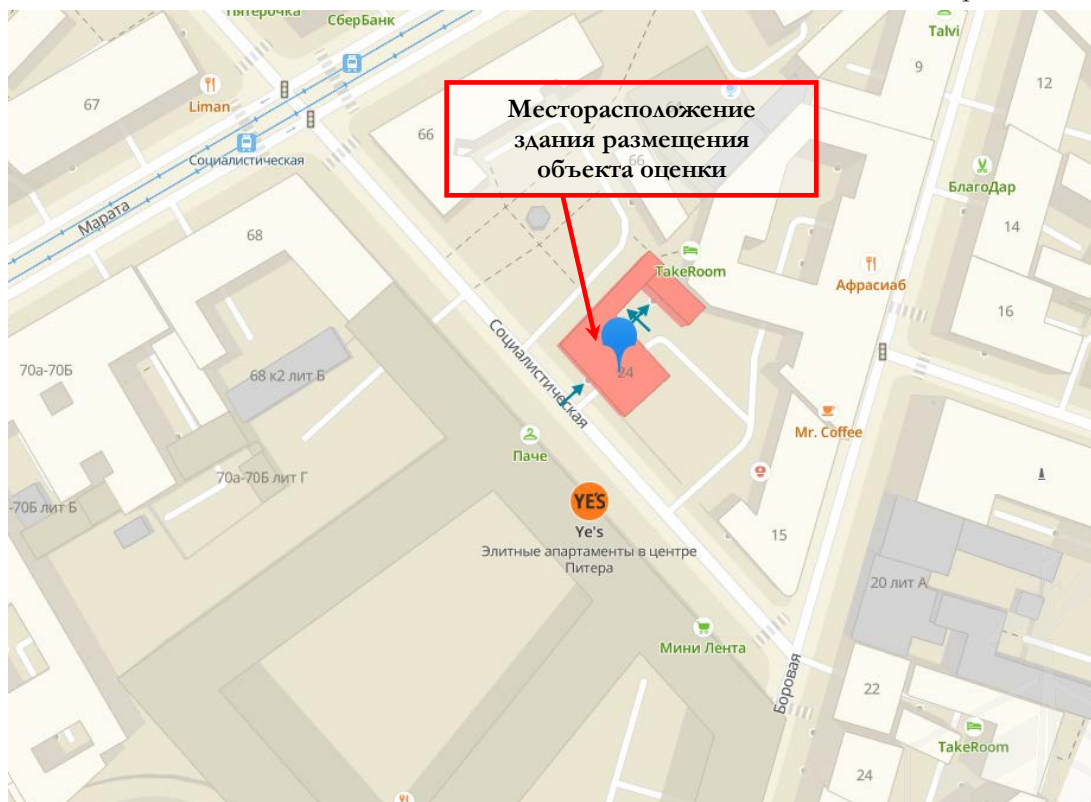 Пятёрочка
СберБанк
Talvi
9
12
67
Liman
66
Месторасположение
здания размещения
объекта оценки
66
Социалистическая
БлагоДар
Марата
68
14
TakeRoom
Афрасиаб
16
Социалистическая
70а-70Б
68 к2 лит Б
24
Mr. Coffee
Паче
70а-70Б лит Г
-70Б лит Б
YE'S
Ye's
Элитные апартаменты в центре
Питера
15
20 лит А
Мини Лента
Боровая
22
TakeRoom
24